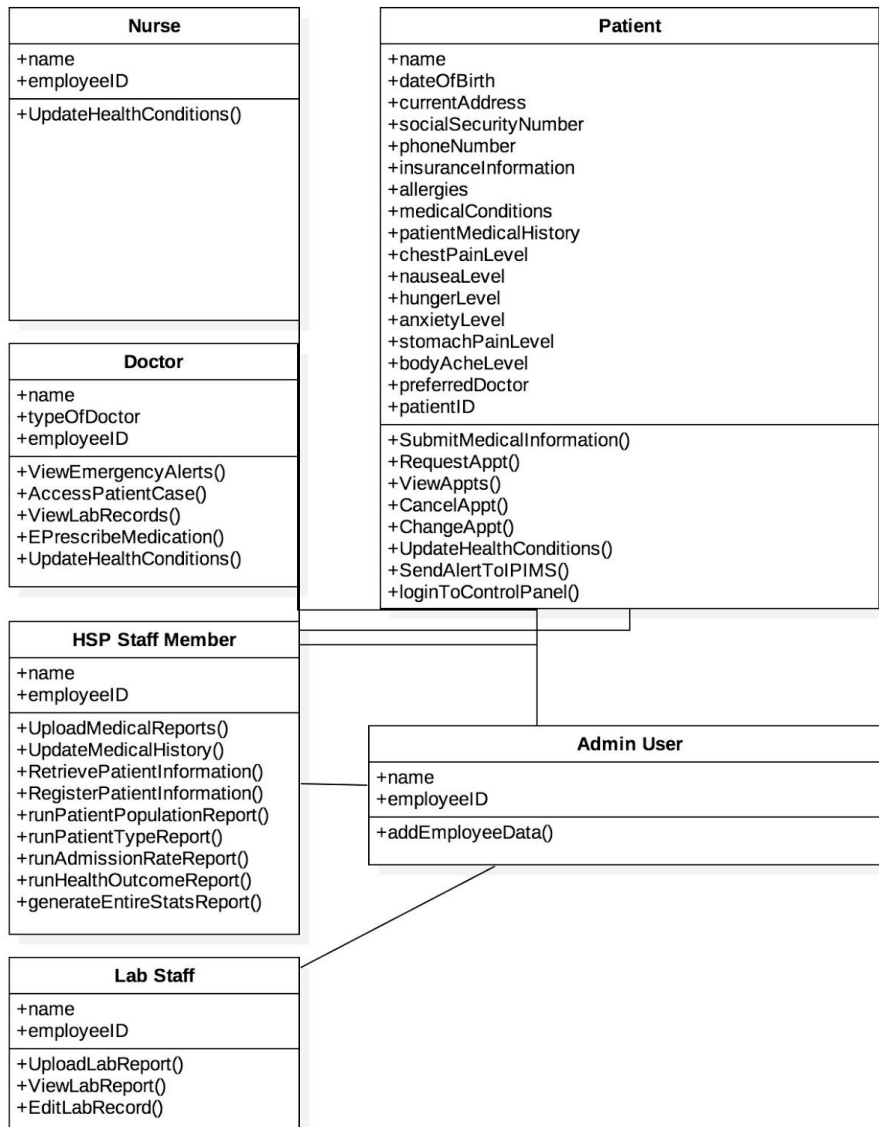 Nurse
+name
+employeeID
+UpdateHealthConditions()
Patient
+name
+dateOfBirth
+currentAddress
+socialSecurityNumber
+phoneNumber
+insuranceInformation
+allergies
+medicalConditions
+patientMedicalHistory
+chestPainLevel
+nauseaLevel
+hungerLevel
+anxietyLevel
+stomachPainLevel
+bodyAcheLevel
+preferredDoctor
+patientID
+SubmitMedicalInformation()
+RequestAppt()
+ViewAppts()
+CancelAppt()
+ChangeAppt()
+UpdateHealthConditions()
+SendAlertToIPIMS()
+loginToControlPanel()
Doctor
+name
+typeOfDoctor
+employeeID
+ViewEmergencyAlerts()
+AccessPatientCase()
+ViewLabRecords()
+EPrescribeMedication()
+UpdateHealthConditions()
HSP Staff Member
+name
+employeeID
+UploadMedicalReports()
+UpdateMedicalHistory()
+RetrievePatientInformation()
+RegisterPatientInformation()
+runPatientPopulationReport()
+runPatientTypeReport()
+runAdmissionRateReport()
+runHealthOutcomeReport()
+generateEntireStatsReport()
Admin User
+name
+employeeID
+addEmployeeData()
Lab Staff
+name
+employeeID
+UploadLabReport()
+ViewLabReport()
+EditLabRecord()